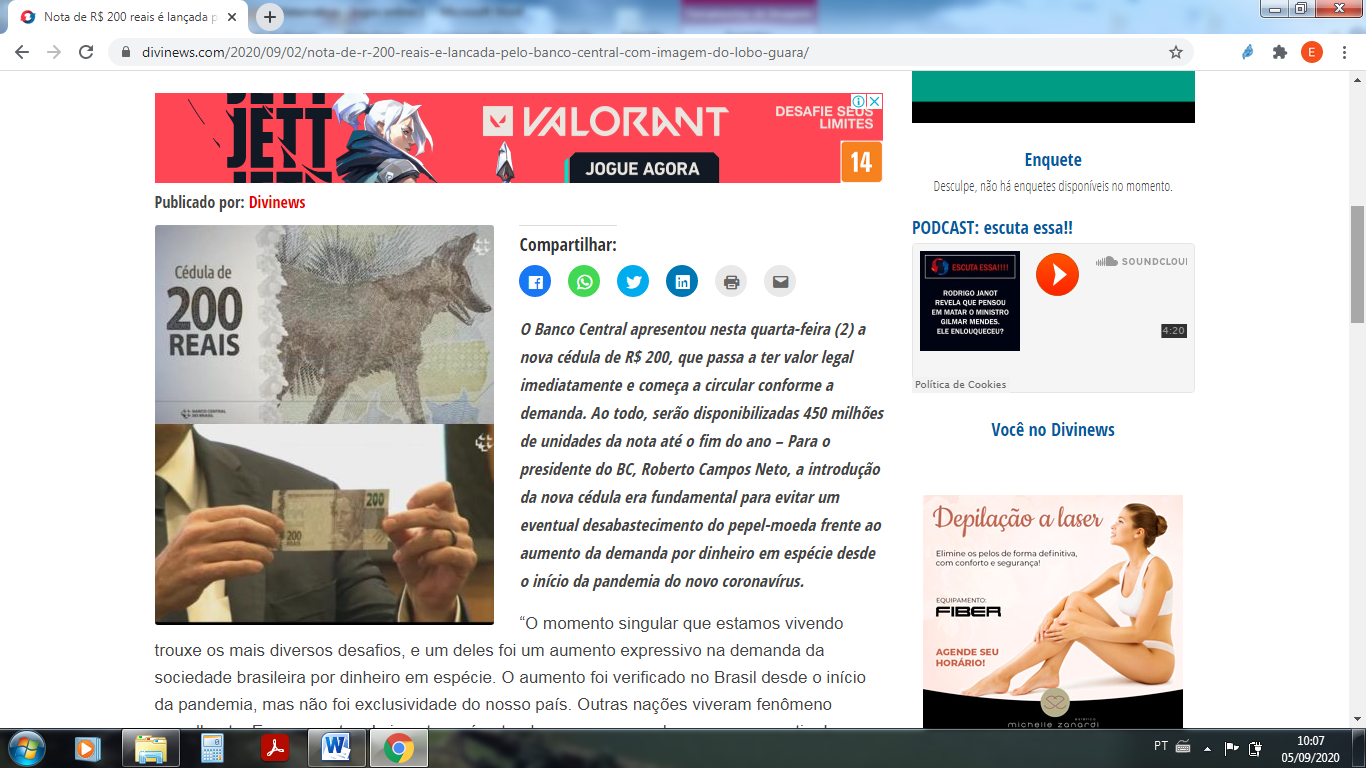 Nota de R$ 200 reais é lançada p
divinews.com/2020/09/02/nota-de-r-200-reais-e-lancada-pelo-banco-central-com-imagem-do-lobo-guara/
E
JETT
JETT
JETT
VALORANT
JOGUE AGORA
DESAFIE SEUS
LIMITES
14
Publicado por: Divinews
Cédula de
200
REAIS
BANCO CENTRAL
DO BRASIL
200
200
Compartilhar:
O Banco Central apresentou nesta quarta-feira (2) a
nova cédula de R$ 200, que passa a ter valor legal
imediatamente e começa a circular conforme a
demanda. Ao todo, serão disponibilizadas 450 milhões
de unidades da nota até o fim do ano – Para o
presidente do BC, Roberto Campos Neto, a introdução
da nova cédula era fundamental para evitar um
eventual desabastecimento do pepel-moeda frente ao
aumento da demanda por dinheiro em espécie desde
o início da pandemia do novo coronavírus.
“O momento singular que estamos vivendo
trouxe os mais diversos desafios, e um deles foi um aumento expressivo na demanda da
sociedade brasileira por dinheiro em espécie. O aumento foi verificado no Brasil desde o início
da pandemia, mas não foi exclusividade do nosso país. Outras nações viveram fenômeno
Enquete
Desculpe, não há enquetes disponíveis no momento.
PODCAST: escuta essa!!
ESCUTA ESSA!!!!
RODRIGO JANOT
REVELA QUE PENSOU
EM MATAR O MINISTRO
GILMAR MENDES.
ELE ENLOUQUECEU?
SOUNDCLOU
4:20
Política de Cookies
Você no Divinews
Depilação a laser
Elimine os pelos de forma definitiva,
com conforto e segurança!
EQUIPAMENTO:
FIBER
AGENDE SEU
HORÁRIO!
michelle zanardi
PT
10:07
05/09/2020